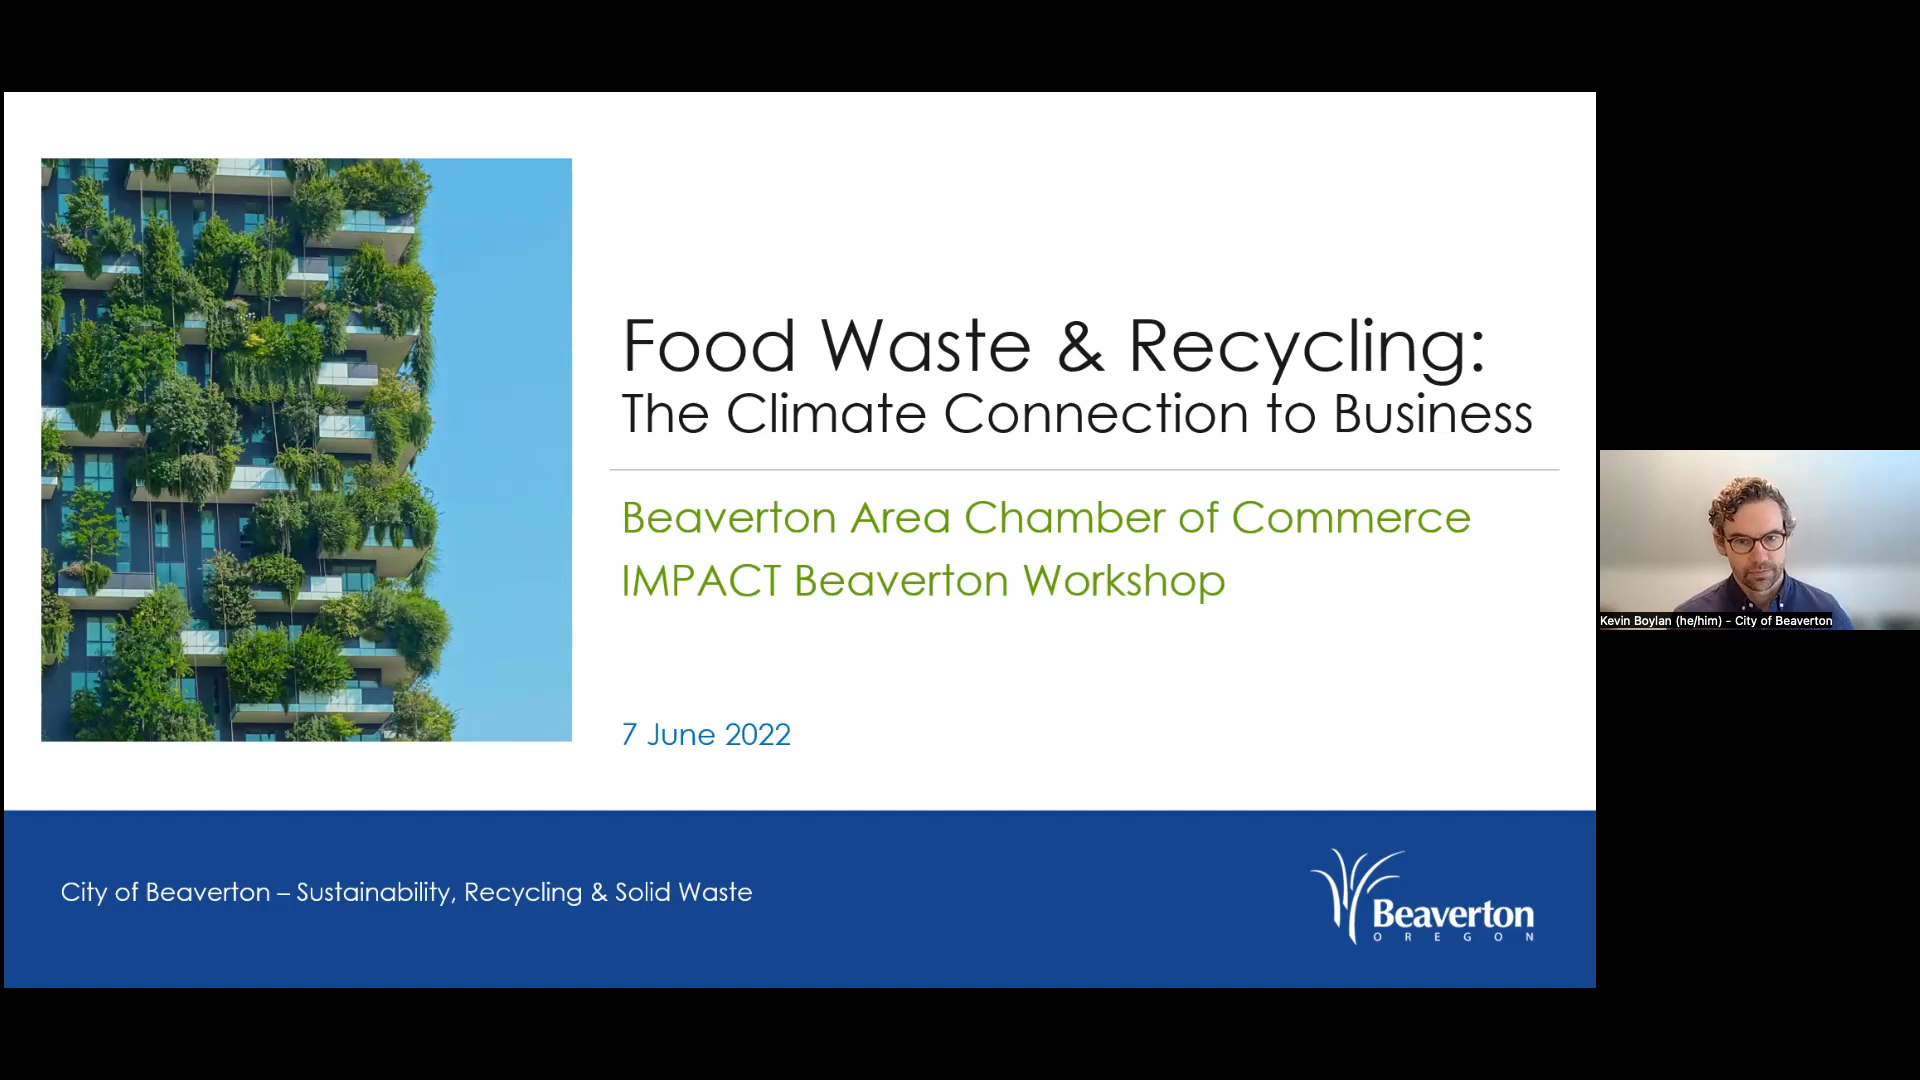 Food Waste & Recycling:
The Climate Connection to Business
Beaverton Area Chamber of Commerce
IMPACT Beaverton Workshop
7 June 2022
City of Beaverton – Sustainability, Recycling & Solid Waste
Beaverton
OREGON
Kevin Boylan (he/him) - City of Beaverton